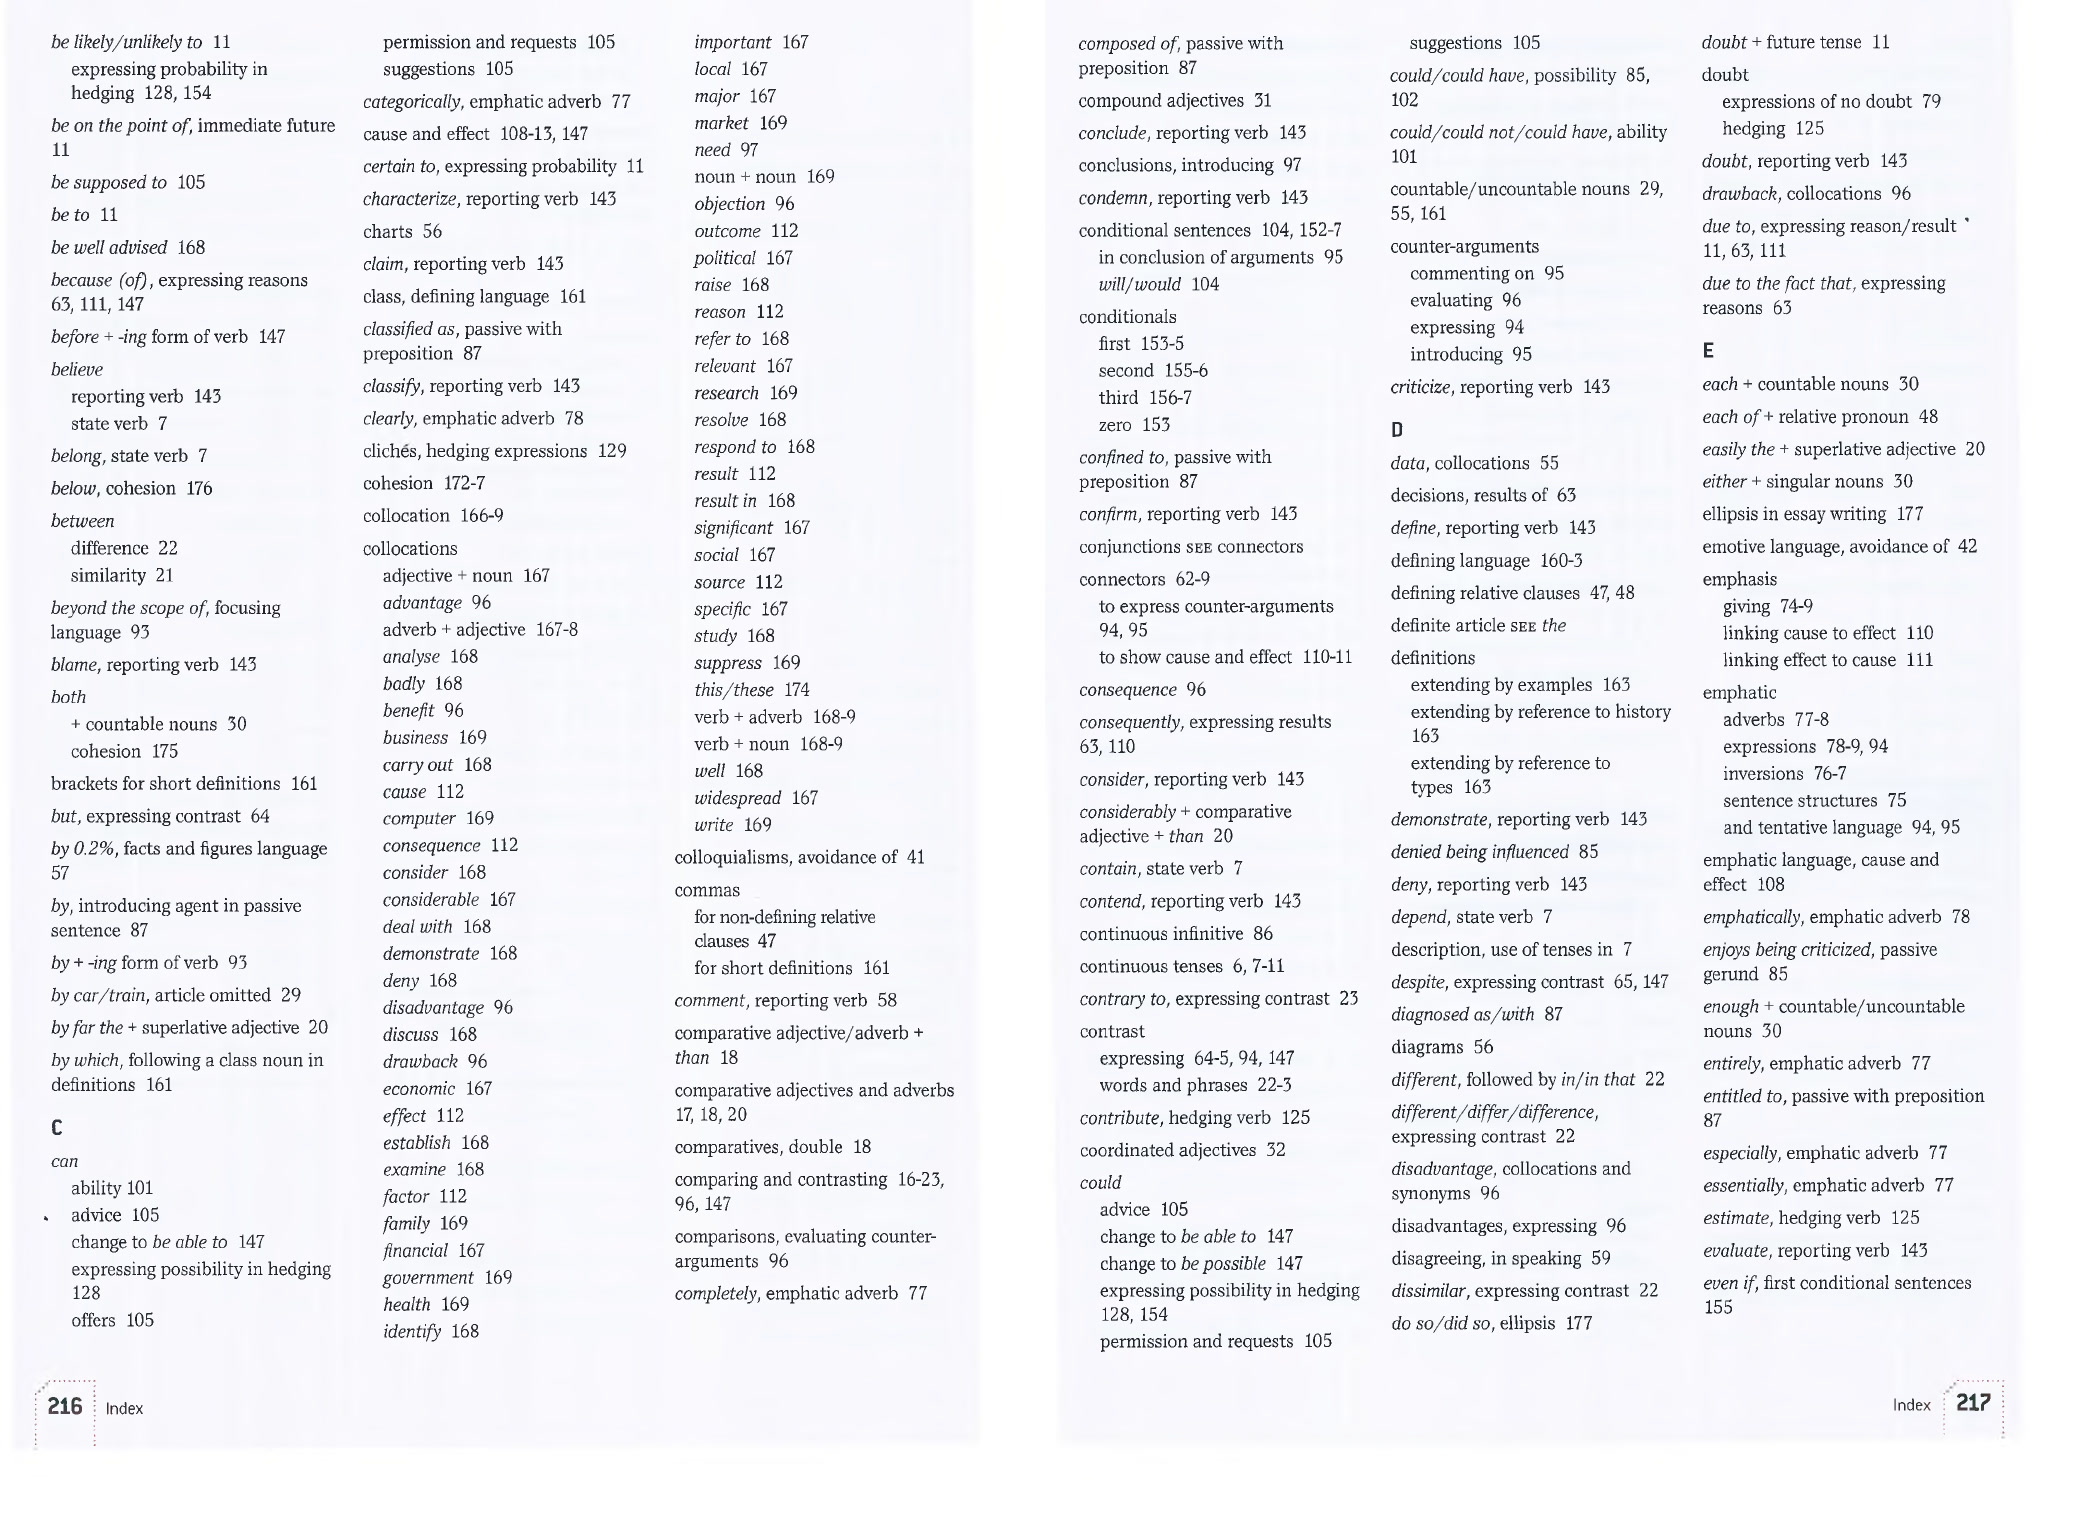 be likely/unlikely to 11
expressing probability in
hedging 128, 154
be on the point of, immediate future
11
be supposed to 105
be to 11
be well advised 168
because (of), expressing reasons
63, 111, 147
before + -ing form of verb 147
believe
reporting verb 143
state verb 7
belong, state verb 7
below, cohesion 176
between
difference 22
similarity 21
beyond the scope of, focusing
language 93
blame, reporting verb 143
both
+ countable nouns 30
cohesion 175
brackets for short definitions 161
but, expressing contrast 64
by 0.2%, facts and figures language
57
by, introducing agent in passive
sentence 87
by + -ing form of verb 93
by car/train, article omitted 29
by far the + superlative adjective 20
by which, following a class noun in
definitions 161
C
can
ability 101
advice 105
change to be able to 147
expressing possibility in hedging
128
offers 105
permission and requests 105
suggestions 105
categorically, emphatic adverb 77
cause and effect 108-13, 147
certain to, expressing probability 11
characterize, reporting verb 143
charts 56
claim, reporting verb 143
class, defining language 161
classified as, passive with
preposition 87
classify, reporting verb 143
clearly, emphatic adverb 78
clichés, hedging expressions 129
cohesion 172-7
collocation 166-9
collocations
adjective + noun 167
advantage 96
adverb + adjective 167-8
analyse 168
badly 168
benefit 96
business 169
carry out 168
cause 112
computer 169
consequence 112
consider 168
considerable 167
deal with 168
demonstrate 168
deny 168
disadvantage 96
discuss 168
drawback 96
economic 167
effect 112
establish 168
examine 168
factor 112
family 169
financial 167
government 169
health 169
identify 168
important 167
local 167
major 167
market 169
need 97
noun + noun 169
objection 96
outcome 112
political 167
raise 168
reason 112
refer to 168
relevant 167
research 169
resolve 168
respond to 168
result 112
result in 168
significant 167
social 167
source 112
specific 167
study 168
suppress 169
this/these 174
verb + adverb 168-9
verb + noun 168-9
well 168
widespread 167
write 169
colloquialisms, avoidance of 41
commas
for non-defining relative
clauses 47
for short definitions 161
comment, reporting verb 58
comparative adjective/adverb +
than 18
comparative adjectives and adverbs
17, 18, 20
comparatives, double 18
comparing and contrasting 16-23,
96, 147
comparisons, evaluating counter-
arguments 96
completely, emphatic adverb 77
216 Index
composed of, passive with
preposition 87
compound adjectives 31
conclude, reporting verb 143
conclusions, introducing 97
condemn, reporting verb 143
conditional sentences 104, 152-7
in conclusion of arguments 95
will/would 104
conditionals
first 153-5
second 155-6
third 156-7
zero 153
confined to, passive with
preposition 87
confirm, reporting verb 143
conjunctions SEE connectors
connectors 62-9
to express counter-arguments
94, 95
to show cause and effect 110-11
consequence 96
consequently, expressing results
63, 110
consider, reporting verb 143
considerably + comparative
adjective + than 20
contain, state verb 7
contend, reporting verb 143
continuous infinitive 86
continuous tenses 6, 7-11
contrary to, expressing contrast 23
contrast
expressing 64-5, 94, 147
words and phrases 22-3
contribute, hedging verb 125
coordinated adjectives 32
could
advice 105
change to be able to 147
change to be possible 147
expressing possibility in hedging
128, 154
permission and requests 105
suggestions 105
could/could have, possibility 85,
102
could/could not/could have, ability
101
countable/uncountable nouns 29,
55, 161
counter-arguments
commenting on 95
evaluating 96
expressing 94
introducing 95
criticize, reporting verb 143
D
data, collocations 55
decisions, results of 63
define, reporting verb 143
defining language 160-3
defining relative clauses 47, 48
definite article SEE the
definitions
extending by examples 163
extending by reference to history
163
extending by reference to
types 163
demonstrate, reporting verb 143
denied being influenced 85
deny, reporting verb 143
depend, state verb 7
description, use of tenses in 7
despite, expressing contrast 65, 147
diagnosed as/with 87
diagrams 56
different, followed by in/in that 22
different/differ/difference,
expressing contrast 22
disadvantage, collocations and
synonyms 96
disadvantages, expressing 96
disagreeing, in speaking 59
dissimilar, expressing contrast 22
do so/did so, ellipsis 177
doubt + future tense 11
doubt
expressions of no doubt 79
hedging 125
doubt, reporting verb 143
drawback, collocations 96
due to, expressing reason/result
11, 63, 111
due to the fact that, expressing
reasons 63
E
each + countable nouns 30
each of + relative pronoun 48
easily the + superlative adjective 20
either + singular nouns 30
ellipsis in essay writing 177
emotive language, avoidance of 42
emphasis
giving 74-9
linking cause to effect 110
linking effect to cause 111
emphatic
adverbs 77-8
expressions 78-9, 94
inversions 76-7
sentence structures 75
and tentative language 94, 95
emphatic language, cause and
effect 108
emphatically, emphatic adverb 78
enjoys being criticized, passive
gerund 85
enough + countable/uncountable
nouns 30
entirely, emphatic adverb 77
entitled to, passive with preposition
87
especially, emphatic adverb 77
essentially, emphatic adverb 77
estimate, hedging verb 125
evaluate, reporting verb 143
even if, first conditional sentences
155
Index 217